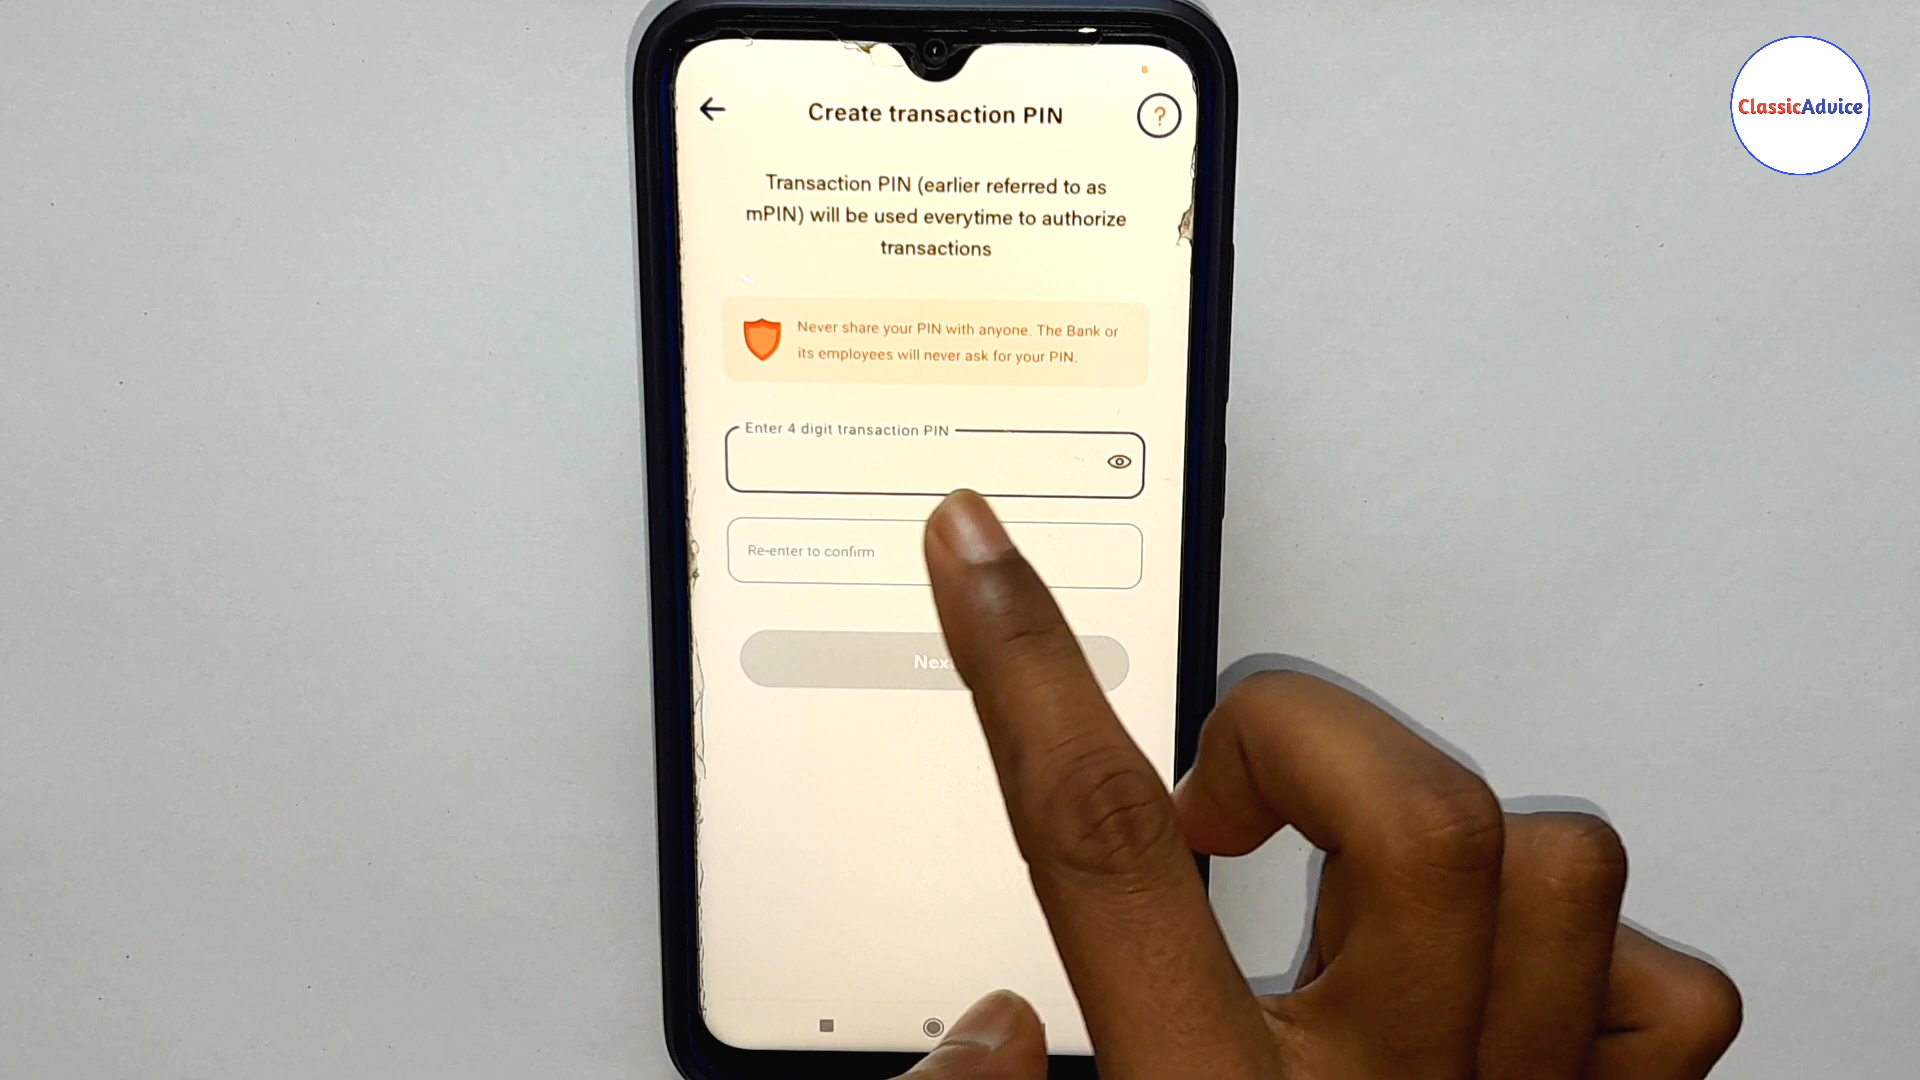 Create transaction PIN
?
Transaction PIN (earlier referred to as
mPIN) will be used everytime to authorize
transactions
Never share your PIN with anyone. The Bank or
its employees will never ask for your PIN.
Enter 4 digit transaction PIN
Re-enter to confirm
Nex
ClassicAdvice